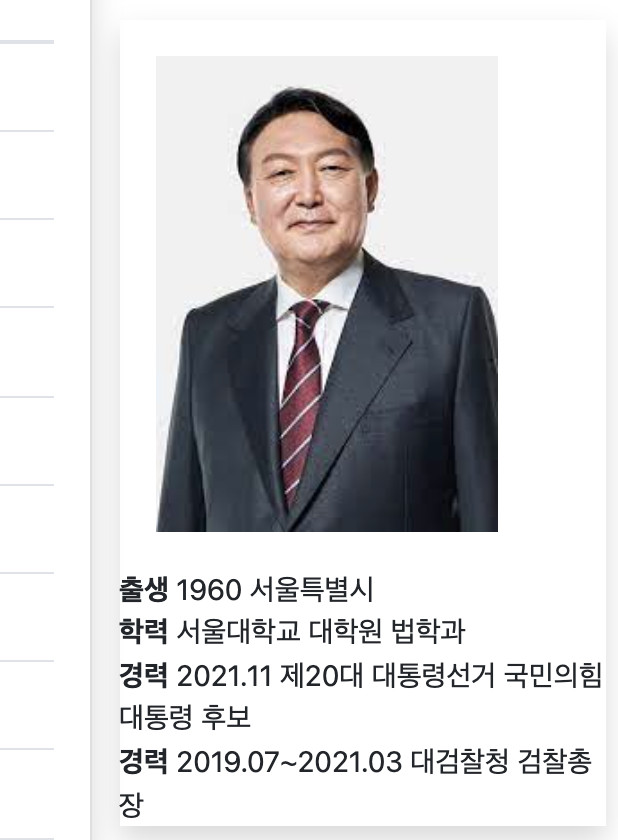 출생 1960 서울특별시
학력 서울대학교 대학원 법학과
경력 2021.11 제20대 대통령선거 국민의힘
대통령 후보
경력 2019.07~2021.03 대검찰청 검찰총
장